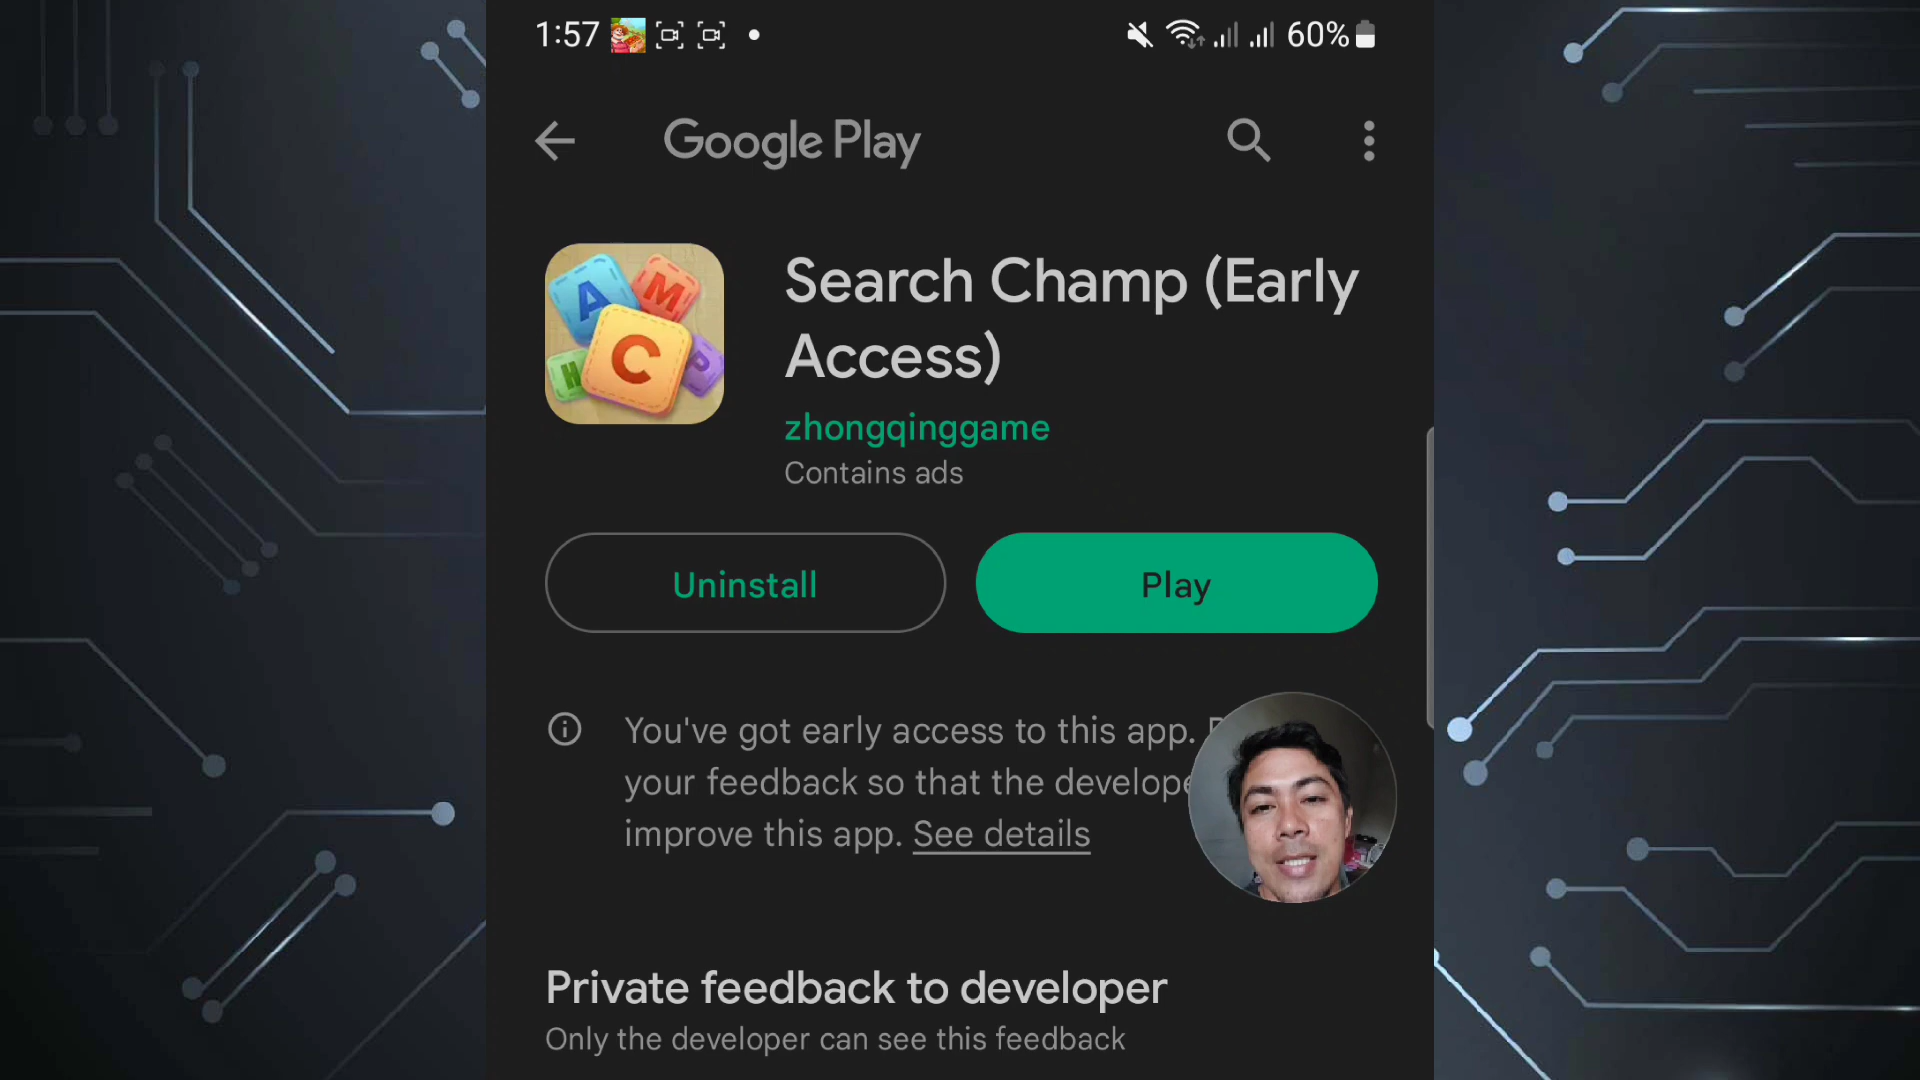 1:57
60%
Google Play
A M
H C P
Search Champ (Early
Access)
zhongqinggame
Contains ads
Uninstall
Play
You've got early access to this app.
your feedback so that the
improve this app. See details
Private feedback to developer
Only the developer can see this feedback